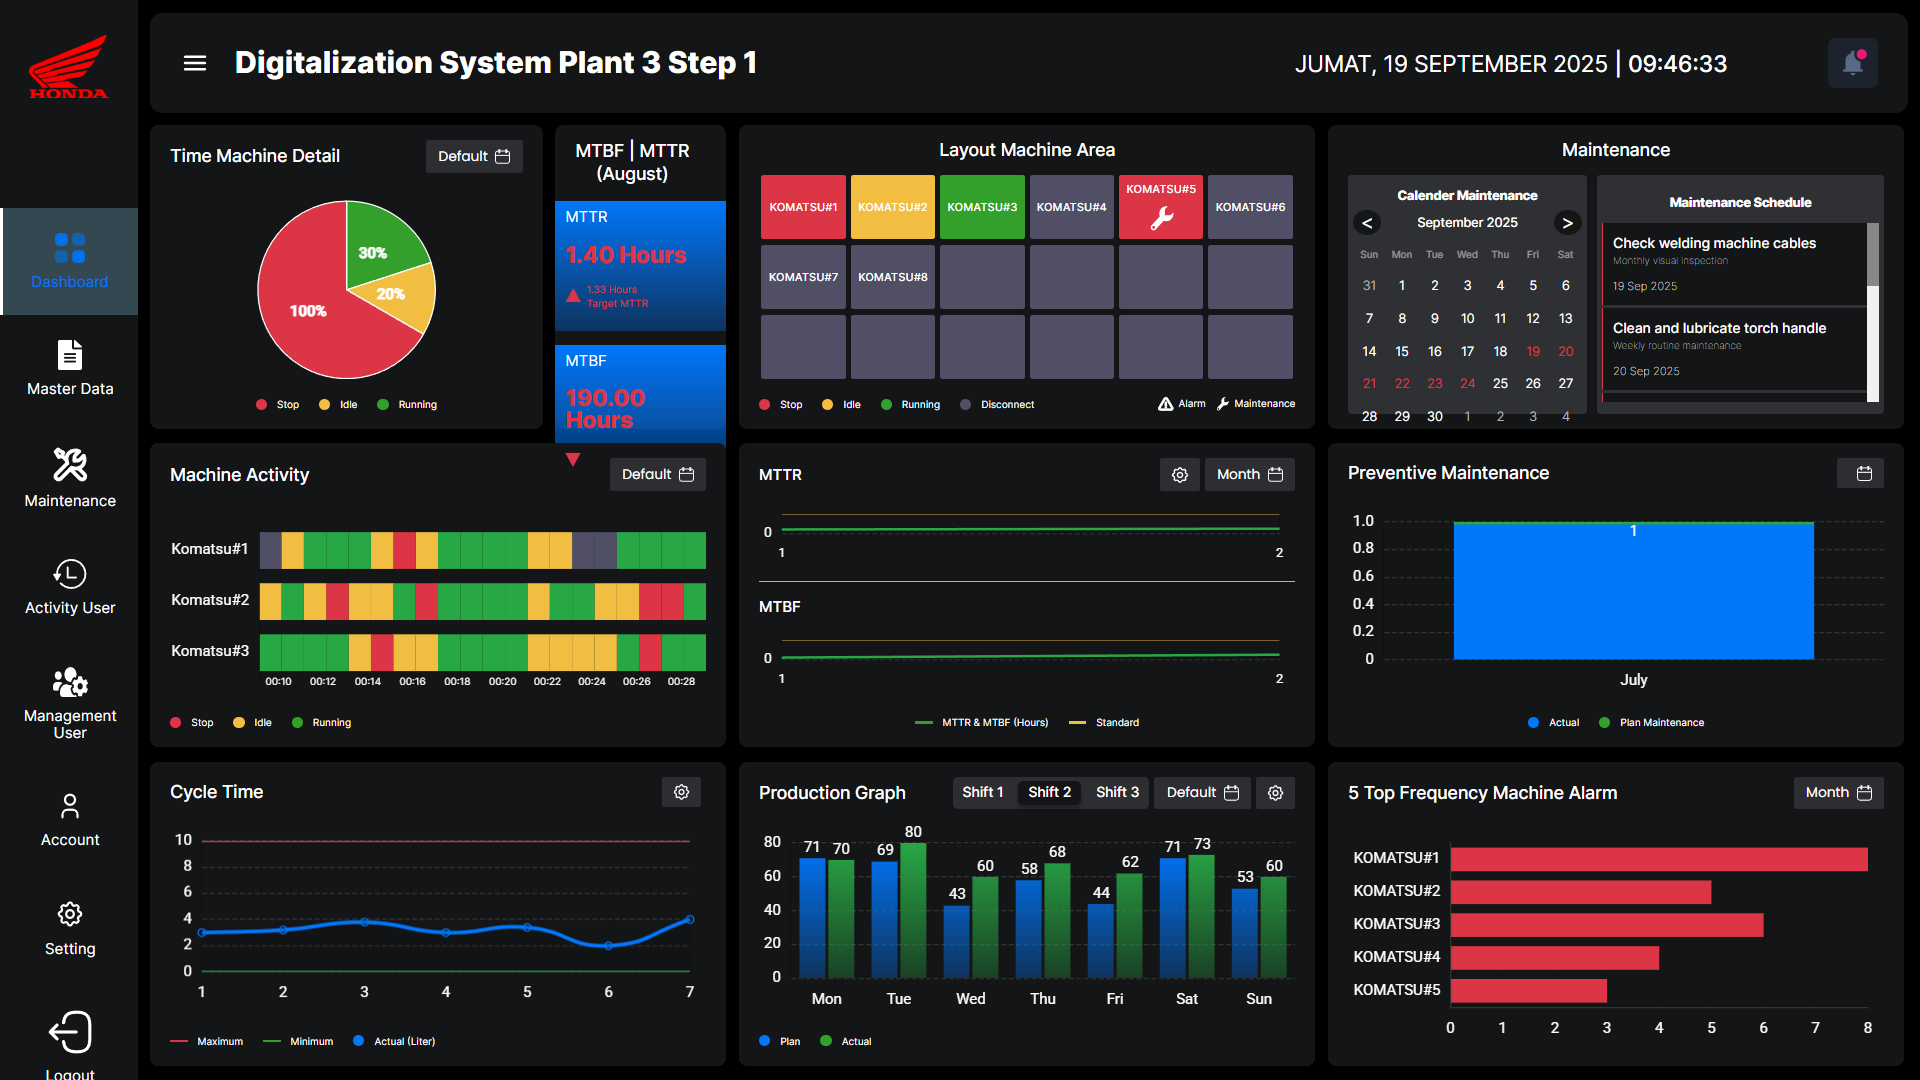 HONDA
Dashboard
Master Data
Maintenance
Activity User
Management
User
Account
Setting
Logout
Digitalization System Plant 3 Step 1
JUMAT, 19 SEPTEMBER 2025 | 09:46:33
Time Machine Detail
Default
30%
20%
100%
Stop
Idle
Running
MTBF | MTTR
(August)
MTTR
1.40 Hours
1.33 Hours
Target MTTR
MTBF
190.00
Hours
Layout Machine Area
KOMATSU#1
KOMATSU#2
KOMATSU#3
KOMATSU#4
KOMATSU#5
KOMATSU#6
KOMATSU#7
KOMATSU#8
Stop
Idle
Running
Disconnect
Alarm
Maintenance
Maintenance
Calender Maintenance
< September 2025 >
Sun Mon Tue Wed Thu Fri Sat
31 1 2 3 4 5 6
7 8 9 10 11 12 13
14 15 16 17 18 19 20
21 22 23 24 25 26 27
28 29 30 1 2 3 4
Maintenance Schedule
Check welding machine cables
Monthly visual inspection
19 Sep 2025
Clean and lubricate torch handle
Weekly routine maintenance
20 Sep 2025
Machine Activity
Default
Komatsu#1
Komatsu#2
Komatsu#3
00:10 00:12 00:14 00:16 00:18 00:20 00:22 00:24 00:26 00:28
Stop
Idle
Running
MTTR
Month
0
1 2
MTBF
0
1 2
MTTR & MTBF (Hours)
Standard
Preventive Maintenance
1.0
0.8
0.6
0.4
0.2
0
1
July
Actual
Plan Maintenance
Cycle Time
10
8
6
4
2
0
1 2 3 4 5 6 7
Maximum
Minimum
Actual (Liter)
Production Graph
Shift 1
Shift 2
Shift 3
Default
80
60
40
20
0
71 70 69 80 43 60 58 68 44 62 71 73 53 60
Mon Tue Wed Thu Fri Sat Sun
Plan
Actual
5 Top Frequency Machine Alarm
Month
KOMATSU#1
KOMATSU#2
KOMATSU#3
KOMATSU#4
KOMATSU#5
0 1 2 3 4 5 6 7 8